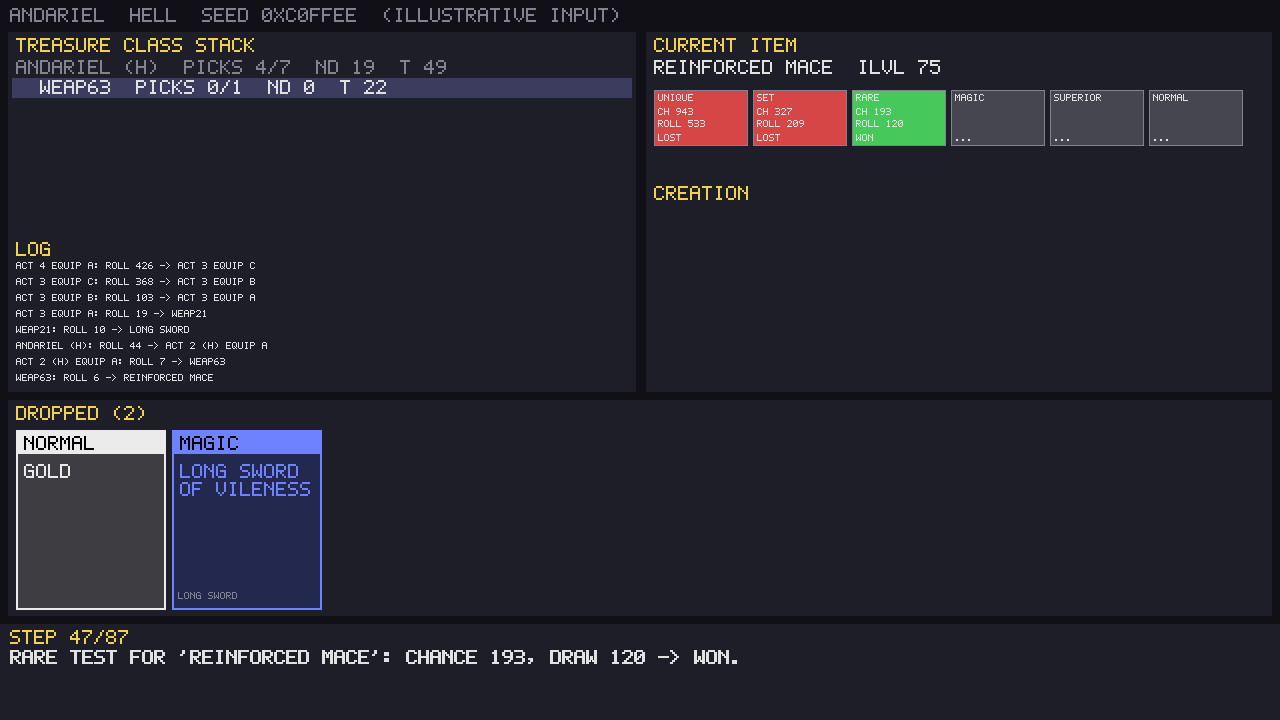 ANDARIEL  HELL  SEED 0XC0FFEE  (ILLUSTRATIVE INPUT)
TREASURE CLASS STACK
ANDARIEL (H)  PICKS 4/7  ND 19  T 49
WEAP63  PICKS 0/1  ND 0  T 22
LOG
ACT 4 EQUIP A: ROLL 426 -> ACT 3 EQUIP C
ACT 3 EQUIP C: ROLL 368 -> ACT 3 EQUIP B
ACT 3 EQUIP B: ROLL 103 -> ACT 3 EQUIP A
ACT 3 EQUIP A: ROLL 19 -> WEAP21
WEAP21: ROLL 10 -> LONG SWORD
ANDARIEL (H): ROLL 44 -> ACT 2 (H) EQUIP A
ACT 2 (H) EQUIP A: ROLL 7 -> WEAP63
WEAP63: ROLL 6 -> REINFORCED MACE
CURRENT ITEM
REINFORCED MACE  ILVL 75
UNIQUE
CH 943
ROLL 533
LOST
SET
CH 327
ROLL 209
LOST
RARE
CH 193
ROLL 120
WON
MAGIC
...
SUPERIOR
...
NORMAL
...
CREATION
DROPPED (2)
NORMAL
GOLD
MAGIC
LONG SWORD
OF VILENESS
LONG SWORD
STEP 47/87
RARE TEST FOR 'REINFORCED MACE': CHANCE 193, DRAW 120 -> WON.